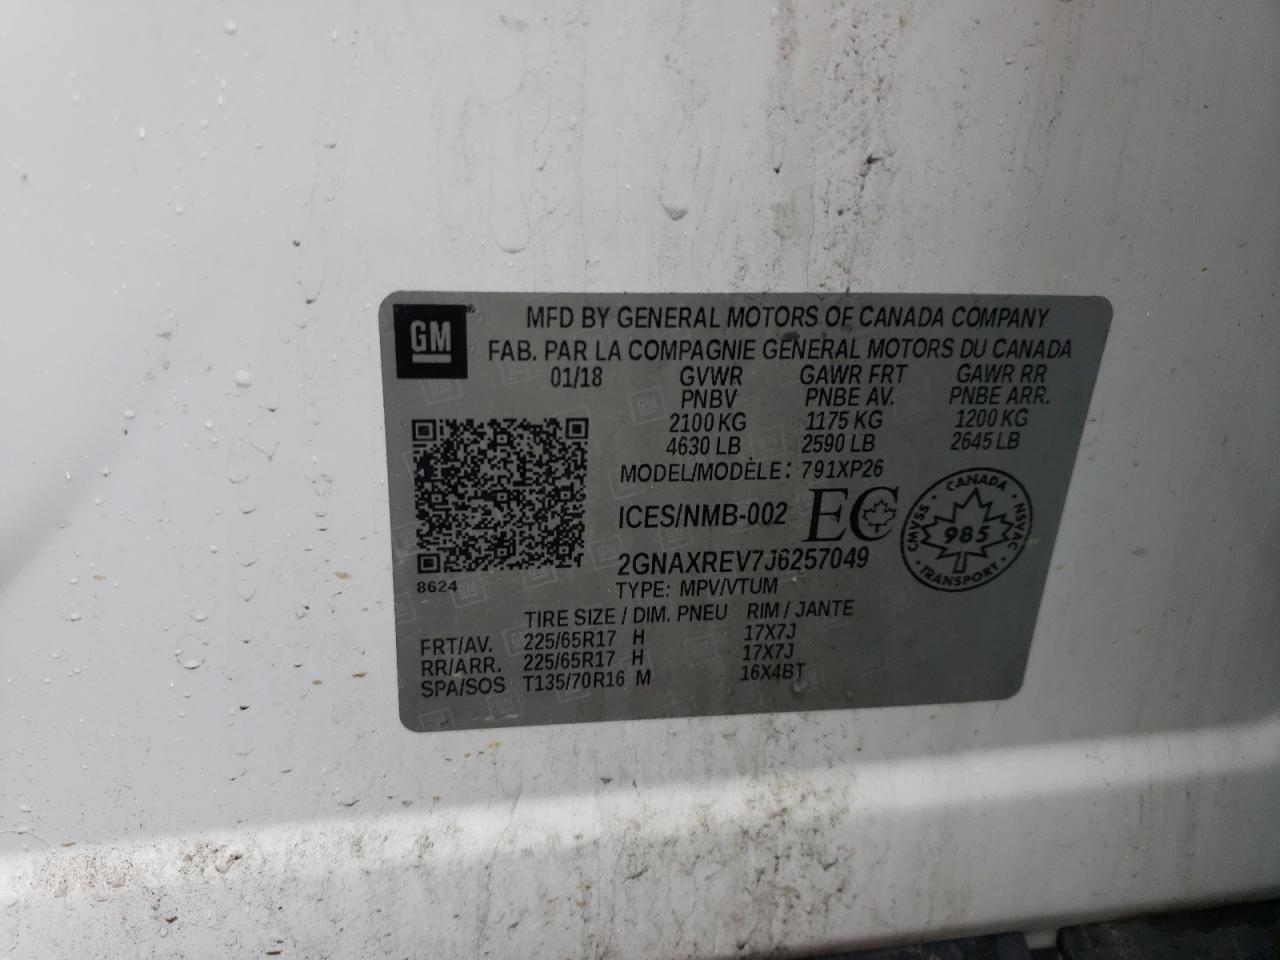 GM
MFD BY GENERAL MOTORS OF CANADA COMPANY
FAB. PAR LA COMPAGNIE GENERAL MOTORS DU CANADA
01/18 GVWR GAWR FRT GAWR RR
PNBV PNBE AV. PNBE ARR.
2100 KG 1175 KG 1200 KG
4630 LB 2590 LB 2645 LB
MODEL/MODÈLE: 791XP26
ICES/NMB-002 EC
CANADA
CMVSS 985 NSVAC
TRANSPORT
2GNAXREV7J6257049
8624
TYPE: MPV/VTUM
TIRE SIZE / DIM. PNEU RIM / JANTE
FRT/AV. 225/65R17 H 17X7J
RR/ARR. 225/65R17 H 17X7J
SPA/SOS T135/70R16 M 16X4BT